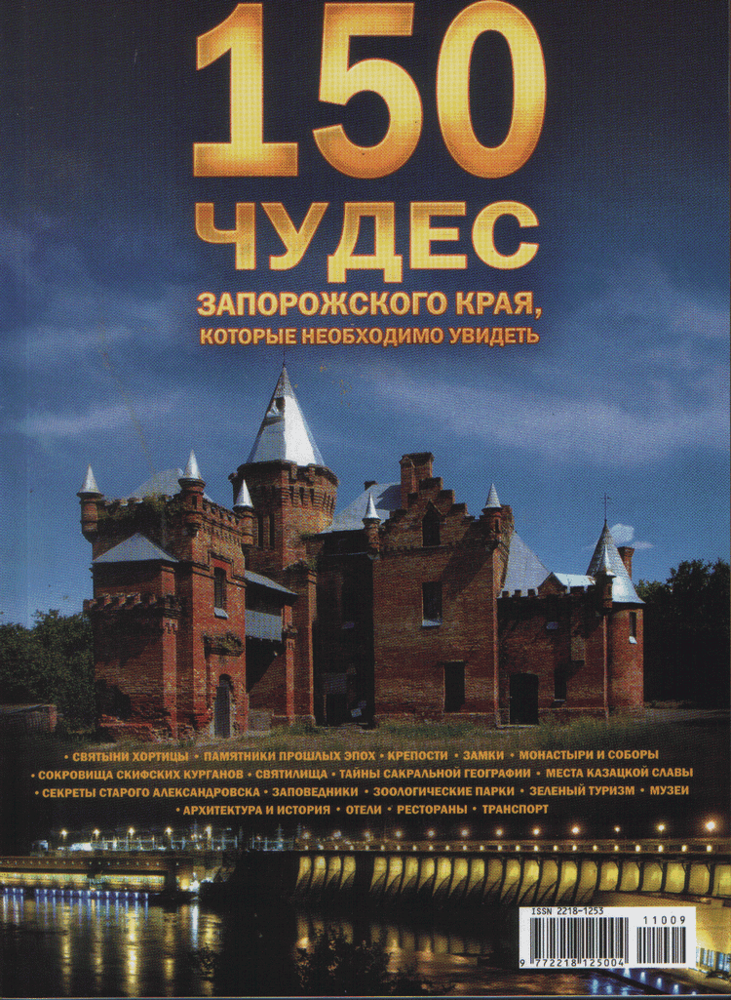 150
ЧУДЕС
ЗАПОРОЖСКОГО КРАЯ,
КОТОРЫЕ НЕОБХОДИМО УВИДЕТЬ
• СВЯТЫНИ ХОРТИЦЫ • ПАМЯТНИКИ ПРОШЛЫХ ЭПОХ • КРЕПОСТИ • ЗАМКИ • МОНАСТЫРИ И СОБОРЫ
• СОКРОВИЩА СКИФСКИХ КУРГАНОВ • СВЯТИЛИЩА • ТАЙНЫ САКРАЛЬНОЙ ГЕОГРАФИИ • МЕСТА КАЗАЦКОЙ СЛАВЫ
• СЕКРЕТЫ СТАРОГО АЛЕКСАНДРОВСКА • ЗАПОВЕДНИКИ • ЗООЛОГИЧЕСКИЕ ПАРКИ • ЗЕЛЕНЫЙ ТУРИЗМ • МУЗЕИ
• АРХИТЕКТУРА И ИСТОРИЯ • ОТЕЛИ • РЕСТОРАНЫ • ТРАНСПОРТ
ISSN 2218-1253
11009
9 772218 125004